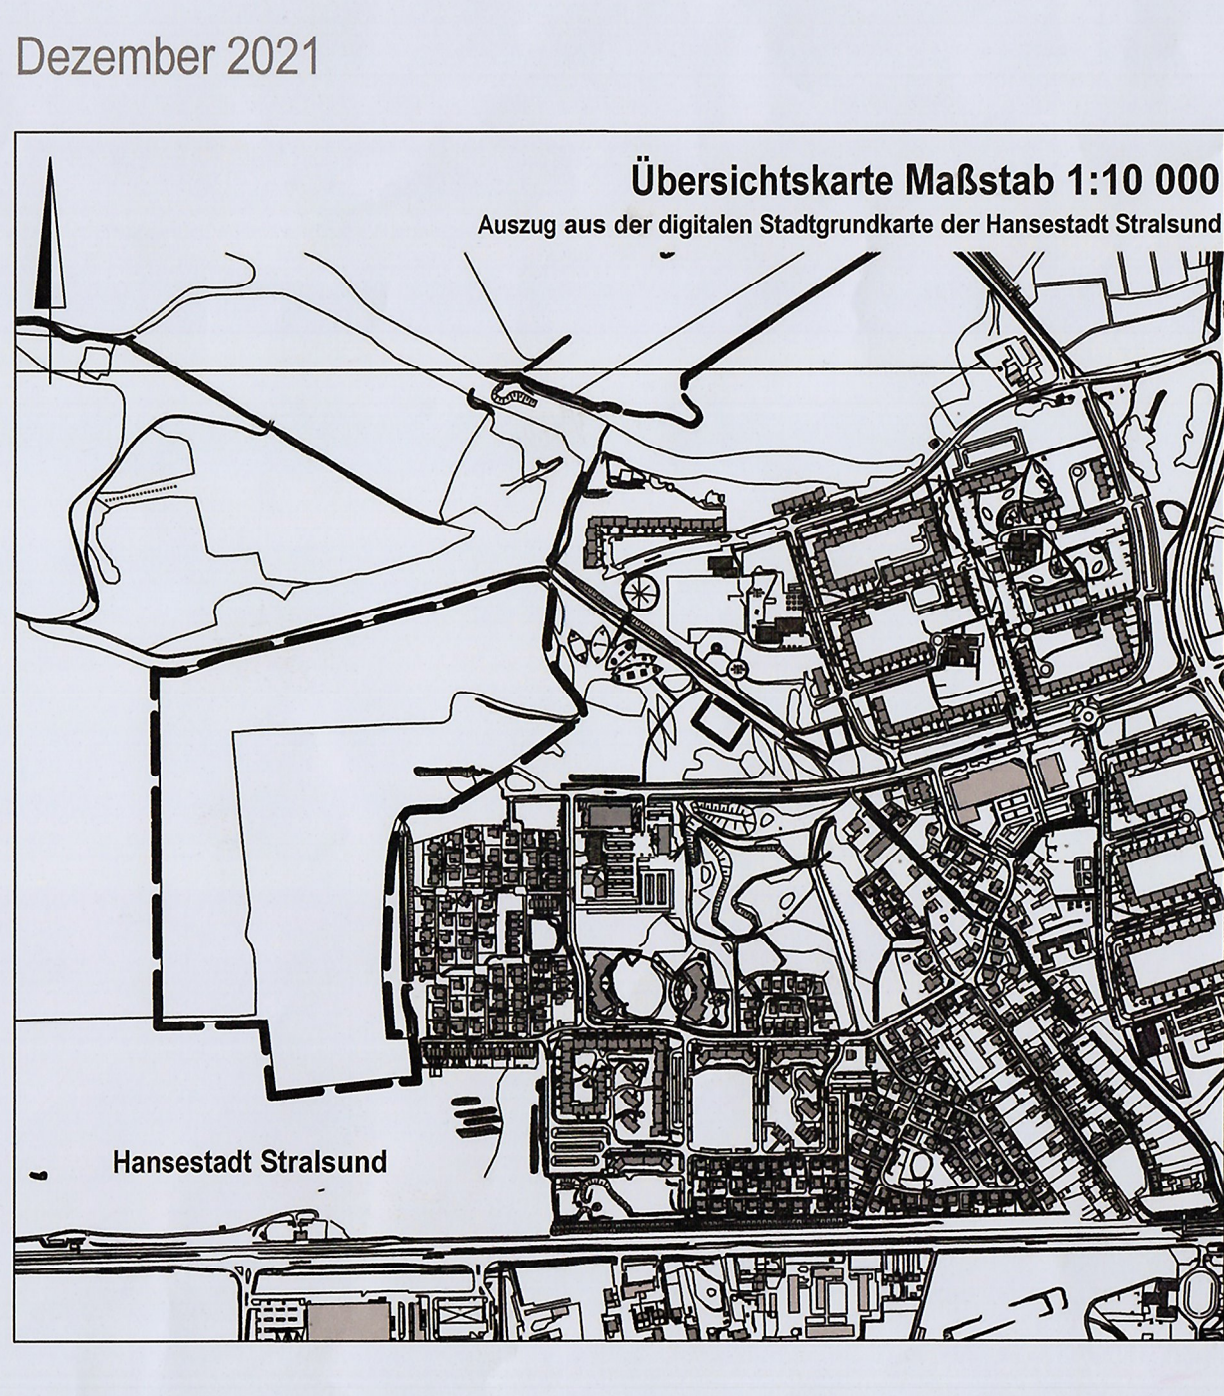 Dezember 2021
Übersichtskarte Maßstab 1:10 000
Auszug aus der digitalen Stadtgrundkarte der Hansestadt Stralsund
Hansestadt Stralsund